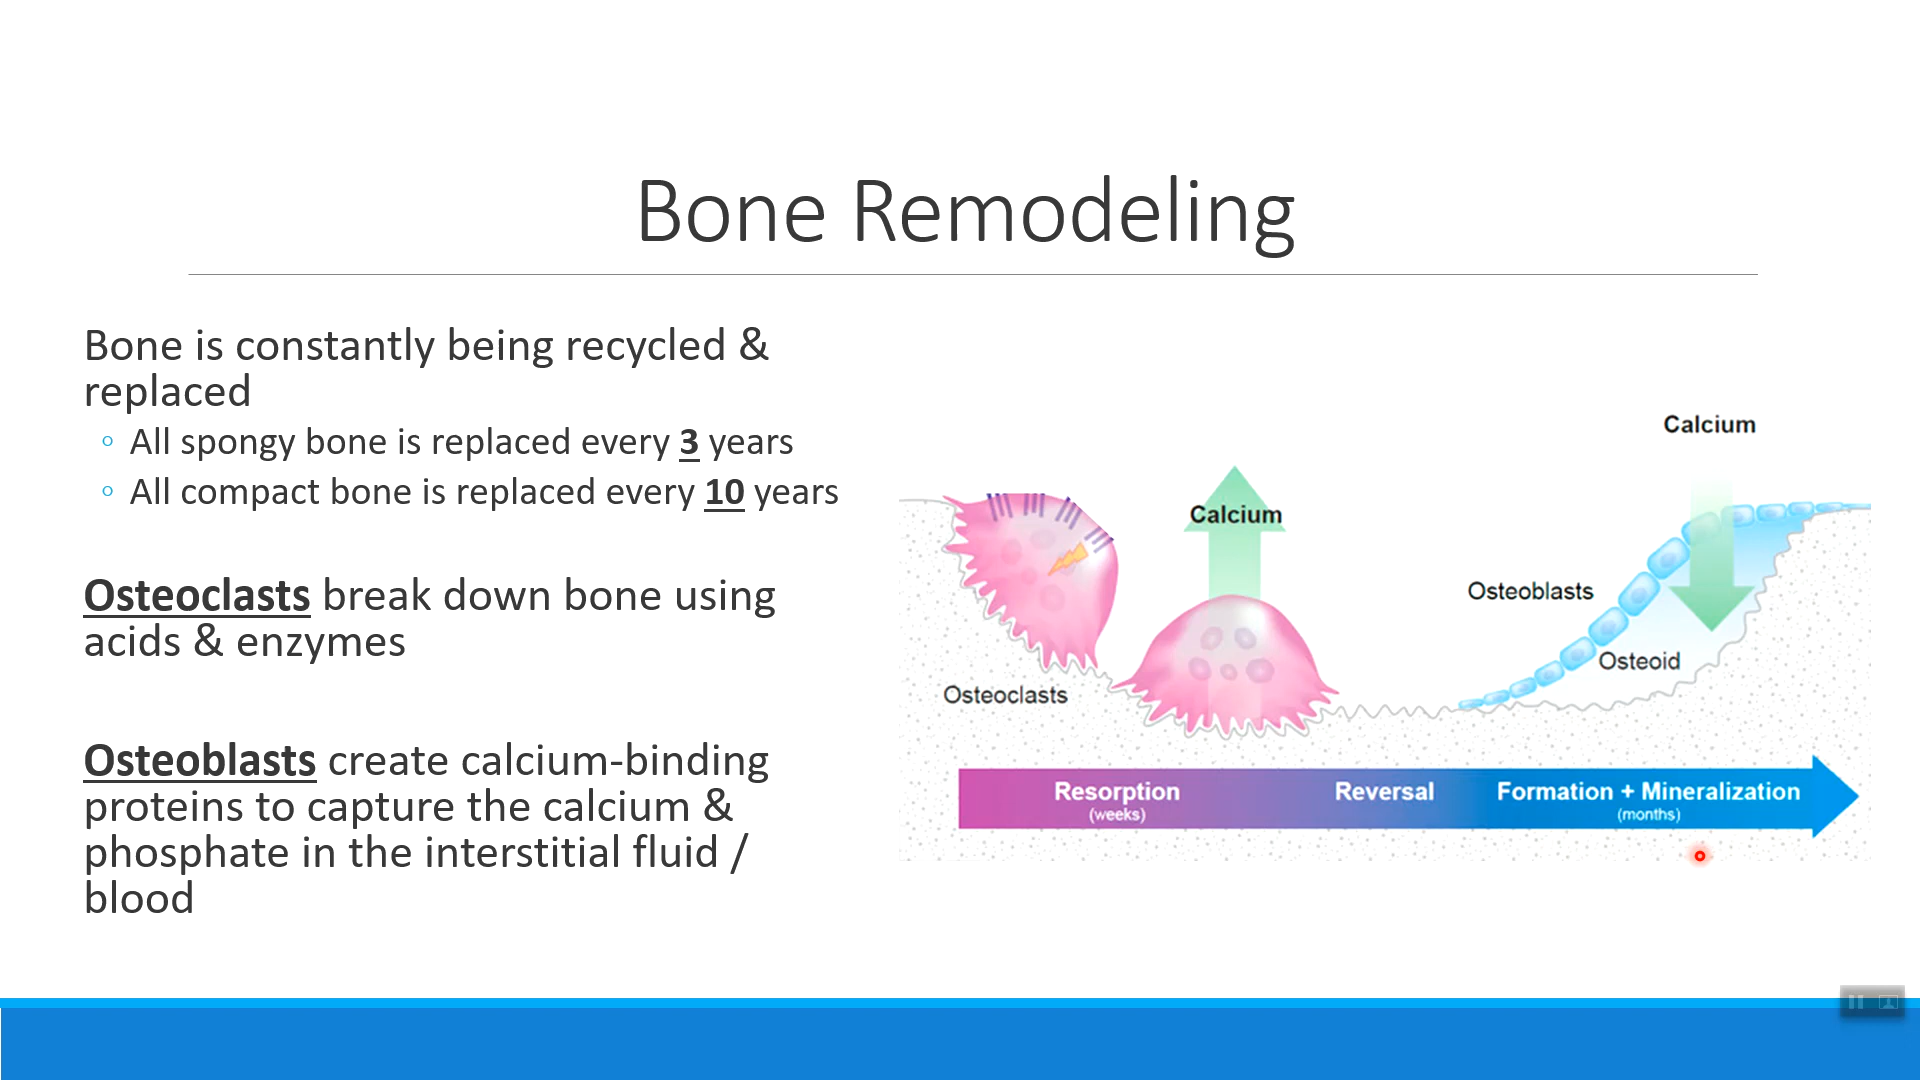 Bone Remodeling
Bone is constantly being recycled &
replaced
◦ All spongy bone is replaced every 3 years
◦ All compact bone is replaced every 10 years
Osteoclasts break down bone using
acids & enzymes
Osteoblasts create calcium-binding
proteins to capture the calcium &
phosphate in the interstitial fluid /
blood
Calcium
Calcium
Osteoblasts
Osteoid
Osteoclasts
Resorption
(weeks)
Reversal
Formation + Mineralization
(months)